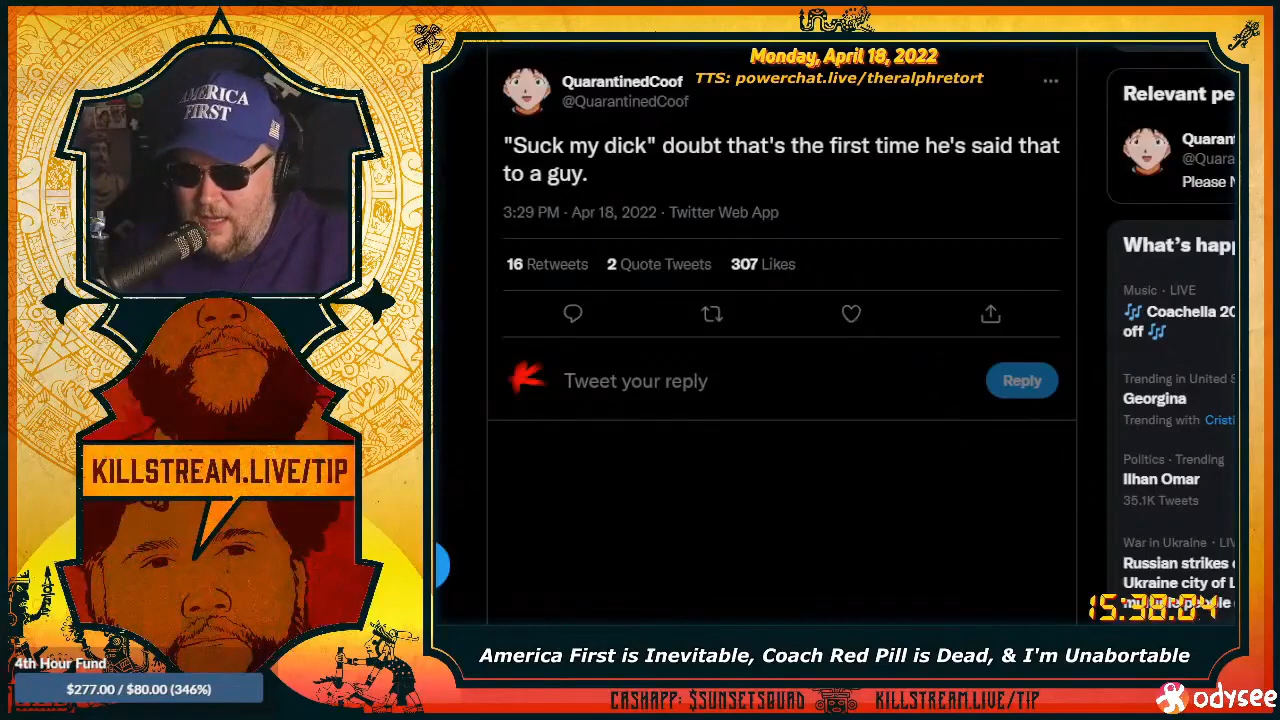 Monday, April 18, 2022
TTS: powerchat.live/theralphretort
AMERICA
FIRST
QuarantinedCoof
@QuarantinedCoof
"Suck my dick" doubt that's the first time he's said that
to a guy.
3:29 PM · Apr 18, 2022 · Twitter Web App
16 Retweets 2 Quote Tweets 307 Likes
Tweet your reply
Reply
Relevant pe
Quaran
@Quara
Please
What's hap
Music · LIVE
Coachella 20
off
Trending in United S
Georgina
Trending with Cristi
Politics · Trending
Ilhan Omar
35.1K Tweets
War in Ukraine · LIV
Russian strikes
Ukraine city of L
15:38:04
KILLSTREAM.LIVE/TIP
4th Hour Fund
$277.00 / $80.00 (346%)
America First is Inevitable, Coach Red Pill is Dead, & I'm Unabortable
CASHAPP: $SUNSETSQUAD KILLSTREAM.LIVE/TIP
odysee